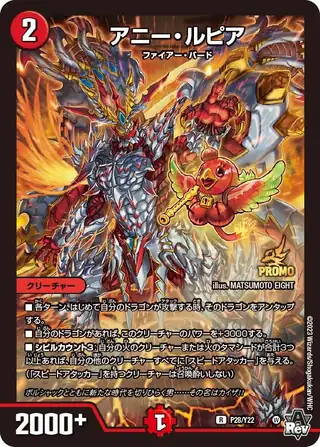 2
アニー・ルピア
ファイアー・バード
PROMO
illus. MATSUMOTO EIGHT
クリーチャー
■各ターン、はじめて自分のドラゴンが攻撃する時、そのドラゴンをアンタップ
する。
■自分のドラゴンがあれば、このクリーチャーのパワーを+3000する。
■シビルカウント3:自分の火のクリーチャーまたは火のタマシードが合計3つ
以上あれば、自分の他のクリーチャーすべてに「スピードアタッカー」を与える。
(「スピードアタッカー」を持つクリーチャーは召喚酔いしない)
ボルシャックとともに新たな時代を切りひらく男……その名はカイザ!!
2000+
R
P28/Y22
W
Rev
©2023 Wizards/Shogakukan/WHC